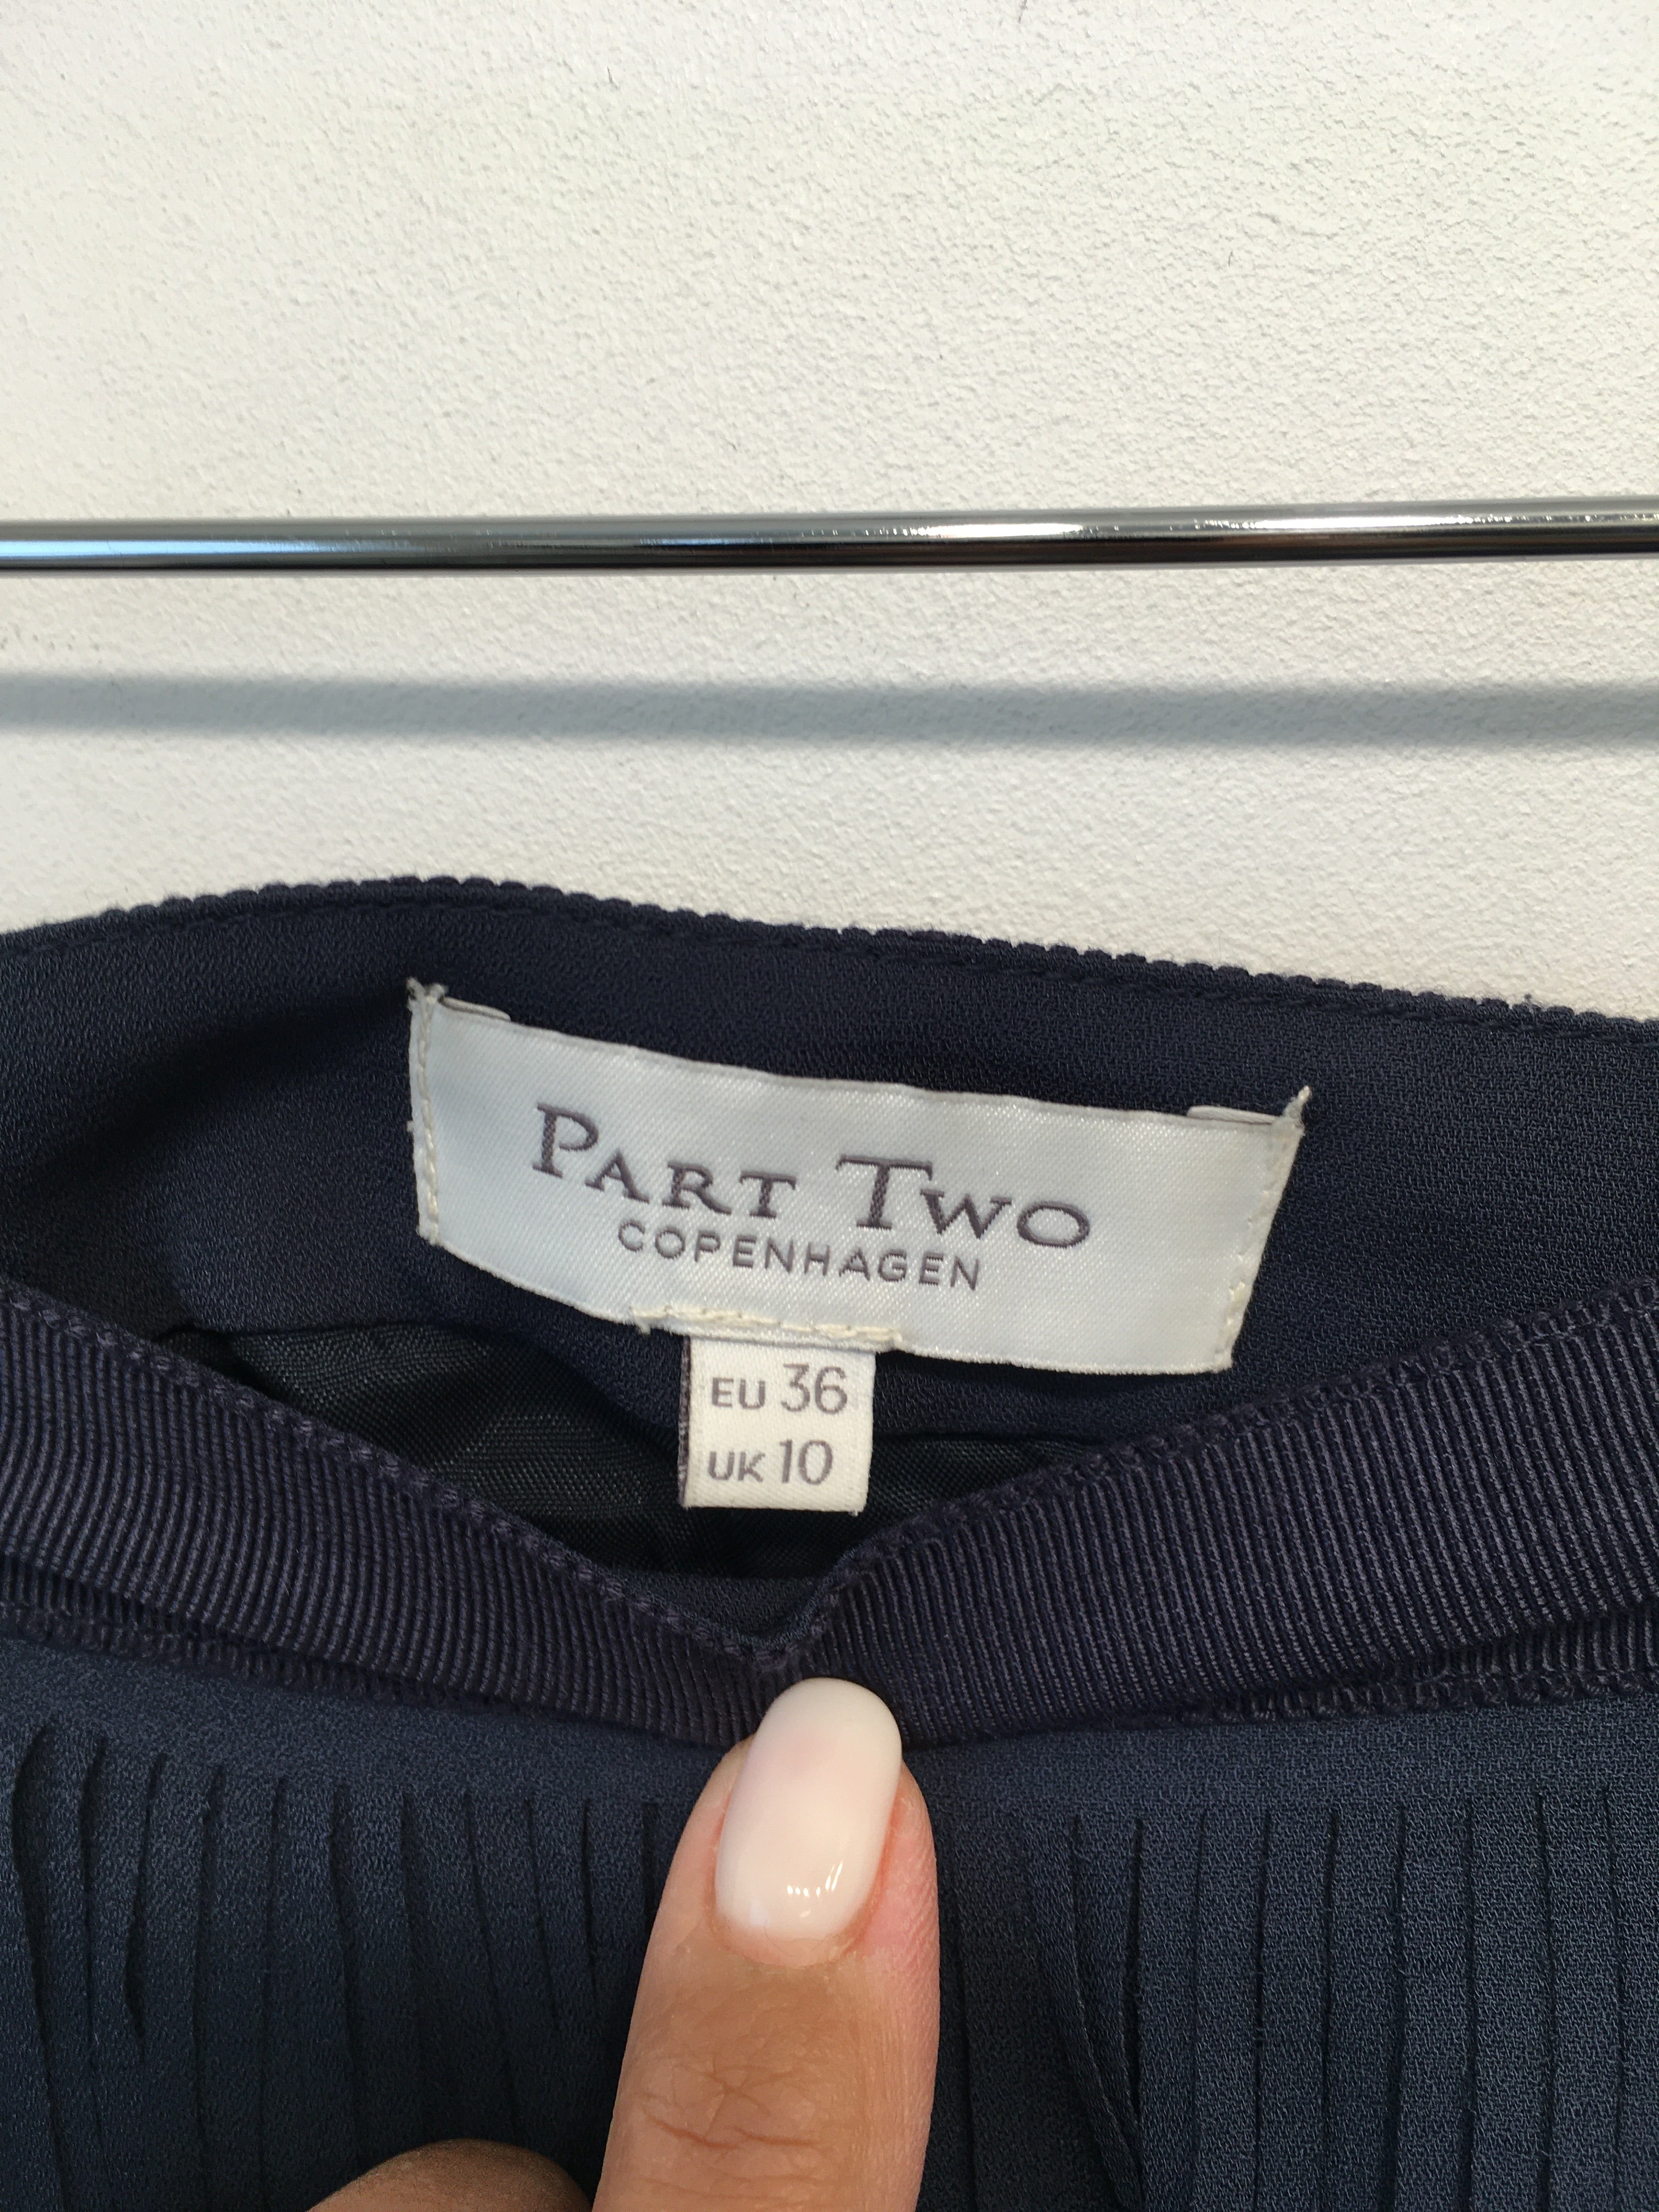 PART TWO
COPENHAGEN
EU 36
UK 10